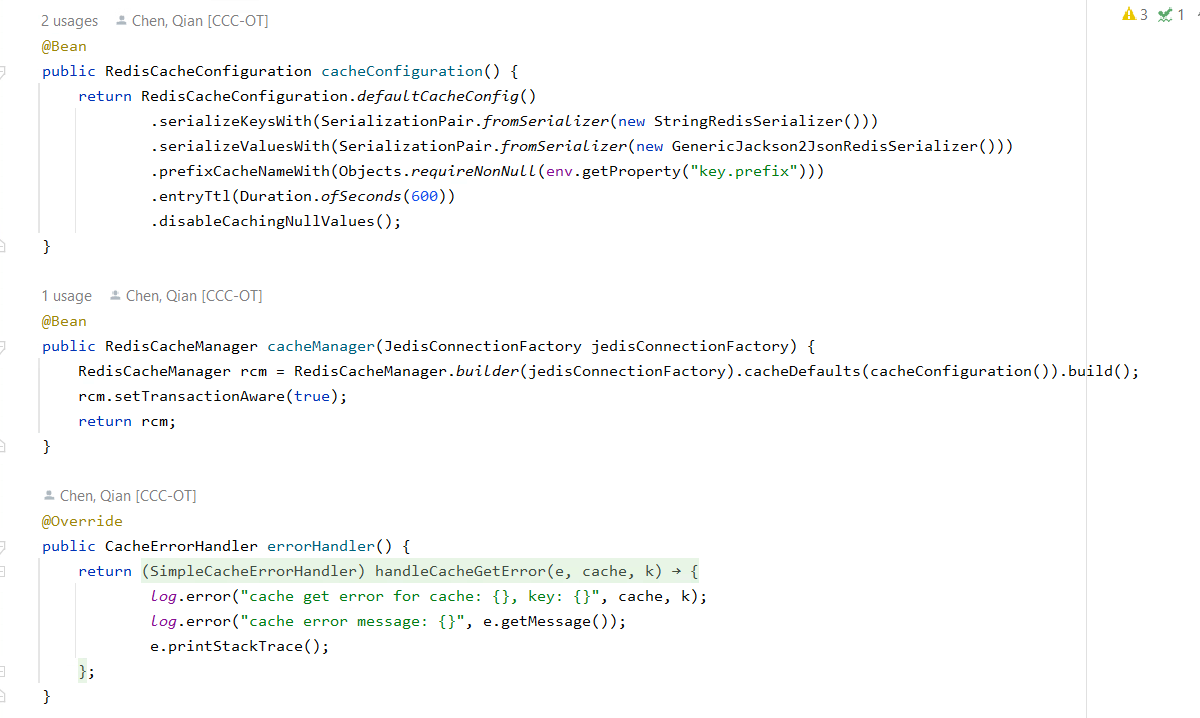 2 usages Chen, Qian [CCC-OT]
3 1
@Bean
public RedisCacheConfiguration cacheConfiguration() {
return RedisCacheConfiguration.defaultCacheConfig()
.serializeKeysWith(SerializationPair.fromSerializer(new StringRedisSerializer()))
.serializeValuesWith(SerializationPair.fromSerializer(new GenericJackson2JsonRedisSerializer()))
.prefixCacheNameWith(Objects.requireNonNull(env.getProperty("key.prefix")))
.entryTtl(Duration.ofSeconds(600))
.disableCachingNullValues();
}
1 usage Chen, Qian [CCC-OT]
@Bean
public RedisCacheManager cacheManager(JedisConnectionFactory jedisConnectionFactory) {
RedisCacheManager rcm = RedisCacheManager.builder(jedisConnectionFactory).cacheDefaults(cacheConfiguration()).build();
rcm.setTransactionAware(true);
return rcm;
}
Chen, Qian [CCC-OT]
@Override
public CacheErrorHandler errorHandler() {
return (SimpleCacheErrorHandler) handleCacheGetError(e, cache, k) → {
log.error("cache get error for cache: {}, key: {}", cache, k);
log.error("cache error message: {}", e.getMessage());
e.printStackTrace();
};
}